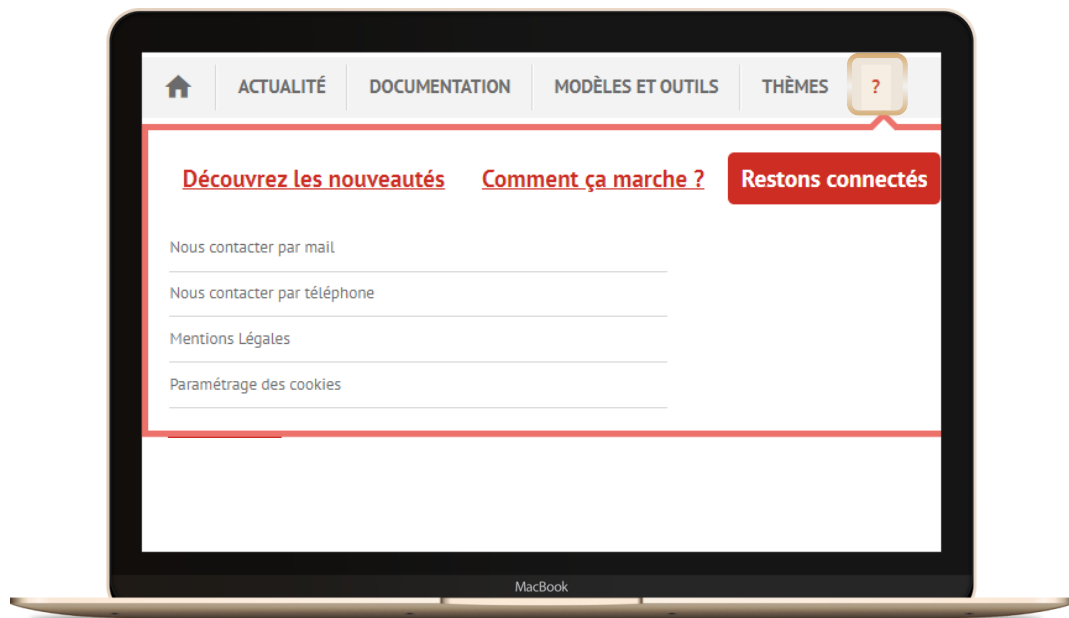 ACTUALITÉ DOCUMENTATION MODÈLES ET OUTILS THÈMES ?
Découvrez les nouveautés Comment ça marche ? Restons connectés
Nous contacter par mail
Nous contacter par téléphone
Mentions Légales
Paramétrage des cookies
MacBook